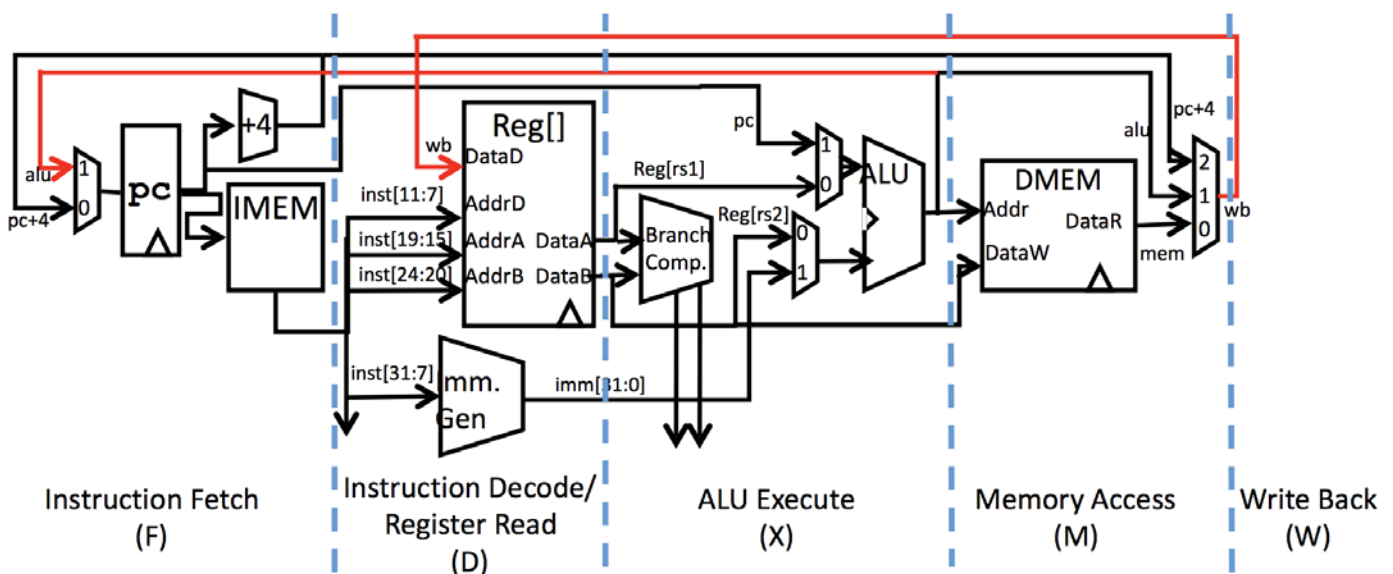 pc+4
+4
Reg[]
pc
1
alu
1
0
pc+4
pc
IMEM
wb
DataD
inst[11:7]
AddrD
inst[19:15]
AddrA
DataA
inst[24:20]
AddrB
DataB
Reg[rs1]
1
0
Branch
Comp.
Reg[rs2]
0
1
ALU
alu
DMEM
Addr
DataR
DataW
mem
2
1
0
wb
inst[31:7]
mm.
Gen
imm[31:0]
Instruction Fetch
(F)
Instruction Decode/
Register Read
(D)
ALU Execute
(X)
Memory Access
(M)
Write Back
(W)